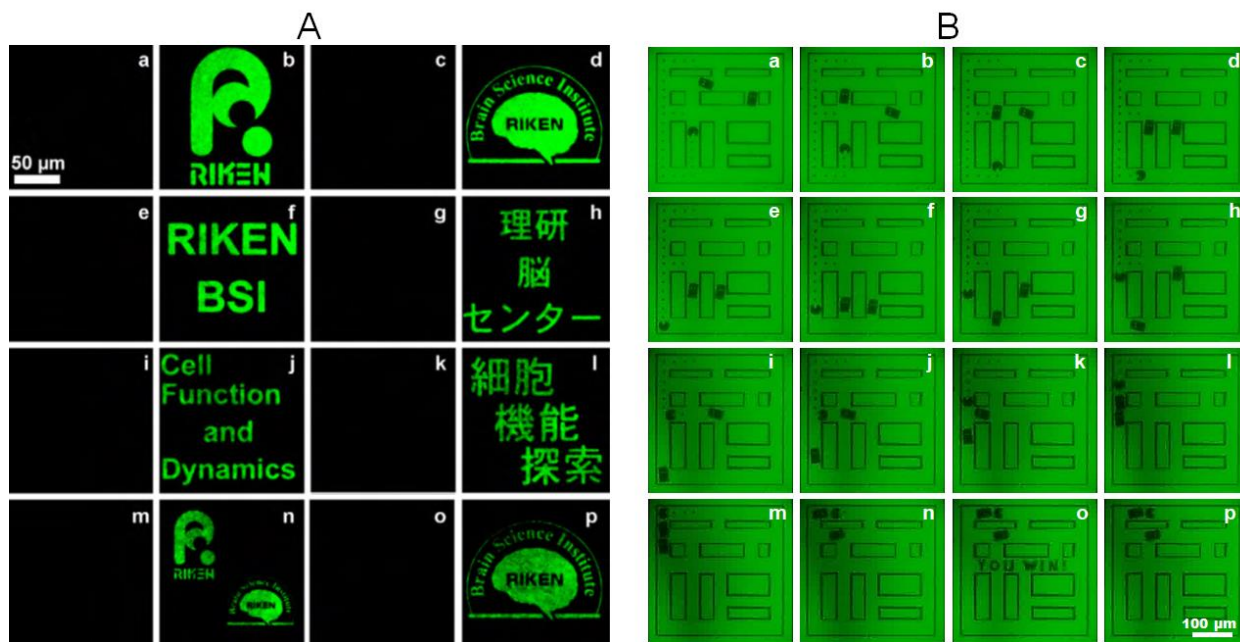 A
B
a
b
RIKEN
c
d
Brain Science Institute
RIKEN
50 µm
e
f
RIKEN
BSI
g
h
理研
脳
センター
i
j
Cell
Function
and
Dynamics
k
l
細胞
機能
探索
m
n
RIKEN
RIKEN
o
p
Brain Science Institute
RIKEN
a
b
c
d
e
f
g
h
i
j
k
l
m
n
o
YOU WIN!
p
100 µm